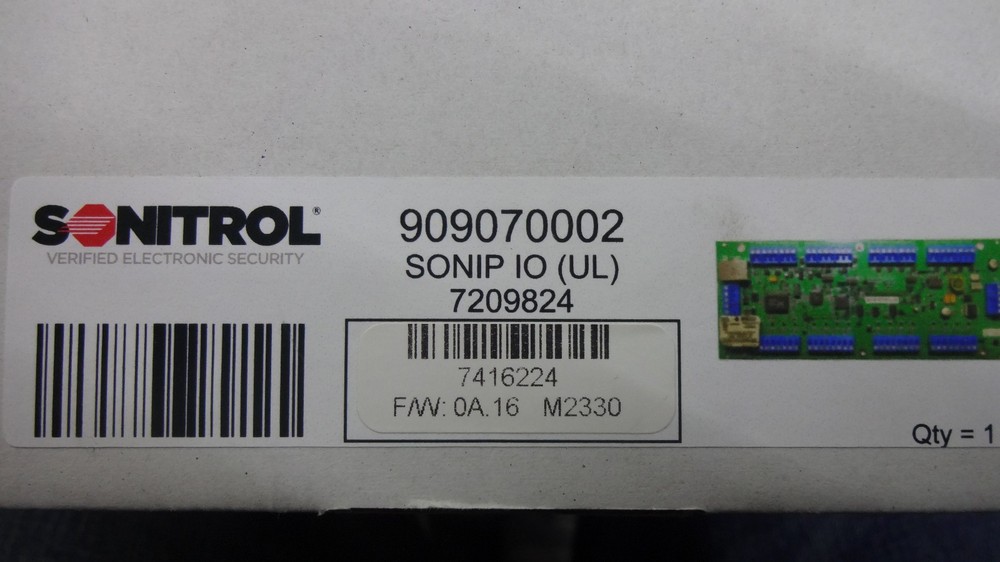 SONITROL®
VERIFIED ELECTRONIC SECURITY
909070002
SONIP IO (UL)
7209824
7416224
F/W: 0A.16 M2330
Qty = 1